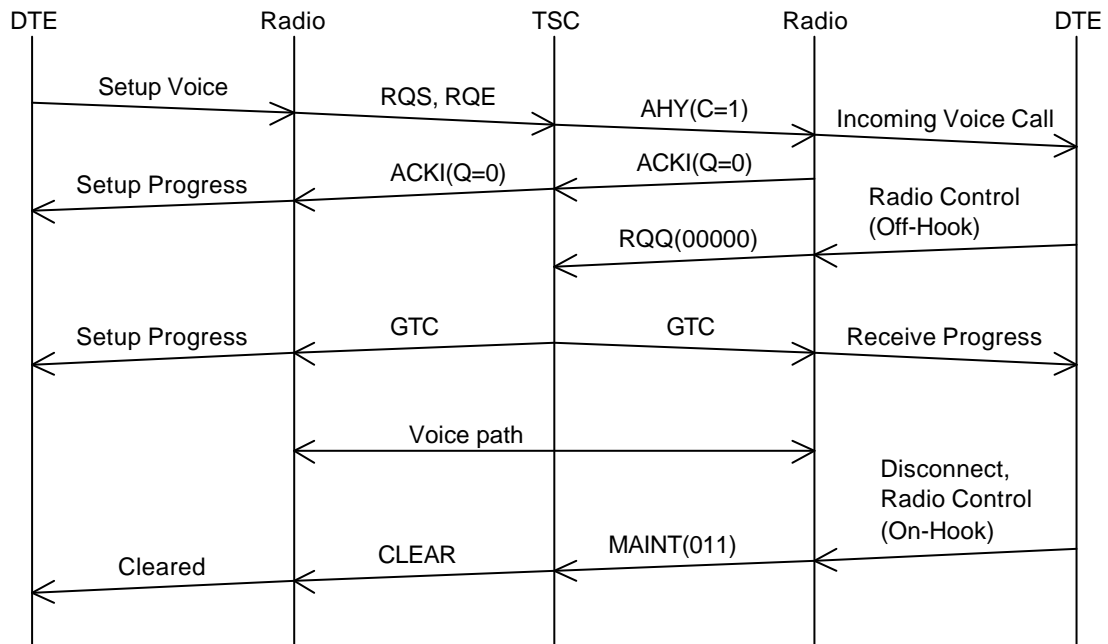 DTE Radio TSC Radio DTE
Setup Voice
RQS, RQE
AHY(C=1)
Incoming Voice Call
Setup Progress
ACKI(Q=0)
ACKI(Q=0)
Radio Control
(Off-Hook)
RQQ(00000)
Setup Progress
GTC
GTC
Receive Progress
Voice path
Disconnect,
Radio Control
(On-Hook)
MAINT(011)
CLEAR
Cleared